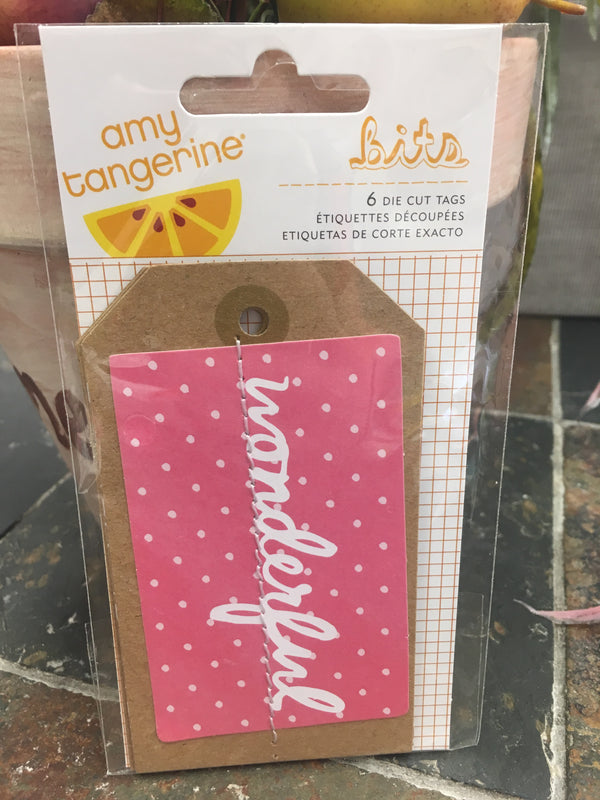 amy
tangerine®
bits
6 DIE CUT TAGS
ÉTIQUETTES DÉCOUPÉES
ETIQUETAS DE CORTE EXACTO
wonderful